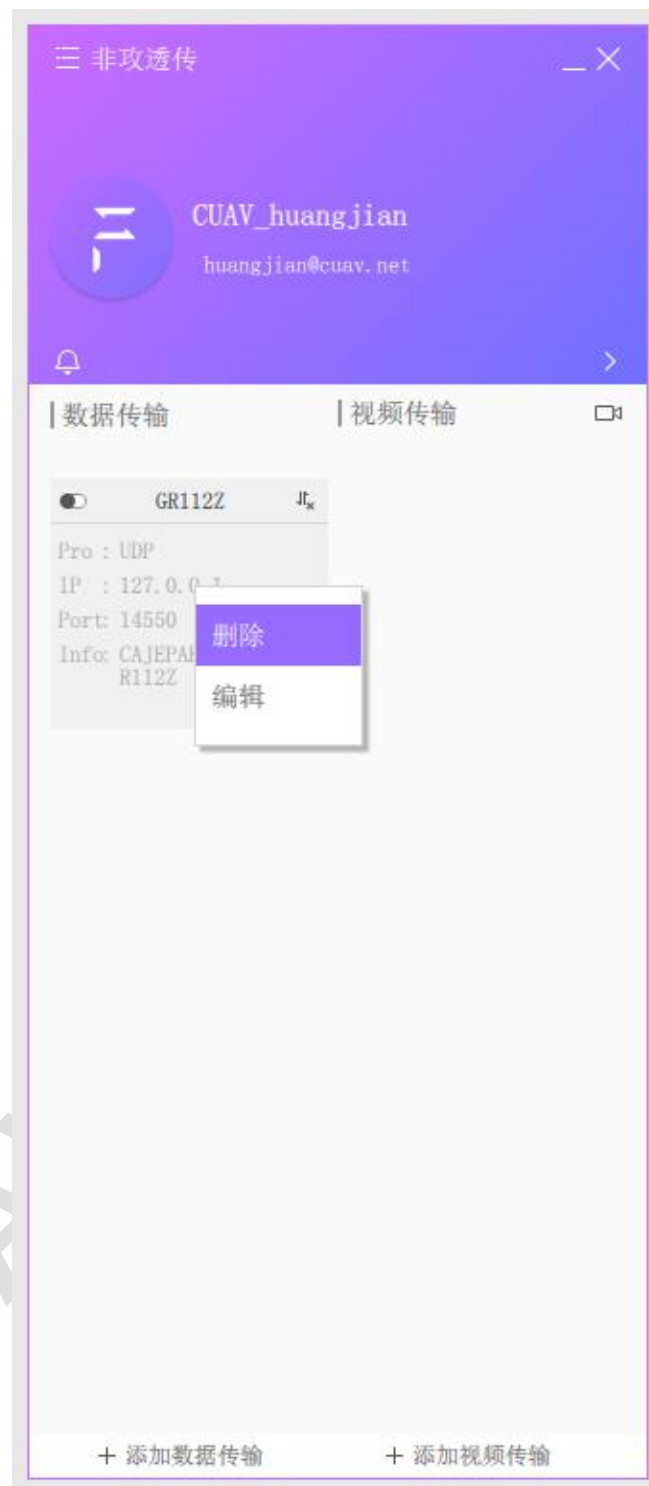 非攻透传
CUAV_huangjian
huangjian@cuav.net
数据传输
视频传输
GR112Z
Pro : UDP
IP : 127.0.0.1
Port: 14550
Info:
R112Z
删除
编辑
+ 添加数据传输
+ 添加视频传输